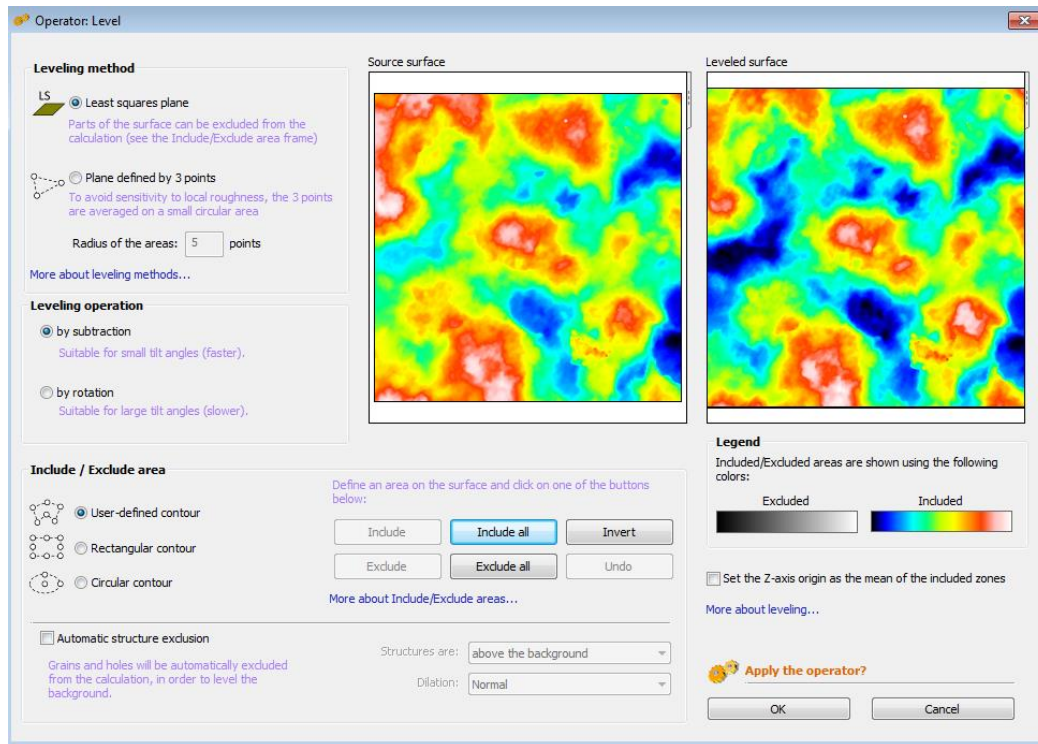 Operator: Level
Leveling method
LS
Least squares plane
Parts of the surface can be excluded from the
calculation (see the Include/Exclude area frame)
Plane defined by 3 points
To avoid sensitivity to local roughness, the 3 points
are averaged on a small circular area
Radius of the areas: 5 points
More about leveling methods...
Leveling operation
by subtraction
Suitable for small tilt angles (faster).
by rotation
Suitable for large tilt angles (slower).
Source surface
Leveled surface
Legend
Included/Excluded areas are shown using the following
colors:
Excluded Included
Include / Exclude area
User-defined contour
Rectangular contour
Circular contour
Define an area on the surface and click on one of the buttons
below:
Include Include all Invert
Exclude Exclude all Undo
More about Include/Exclude areas...
Set the Z-axis origin as the mean of the included zones
More about leveling...
Automatic structure exclusion
Grains and holes will be automatically excluded
from the calculation, in order to level the
background.
Structures are: above the background
Dilation: Normal
Apply the operator?
OK Cancel